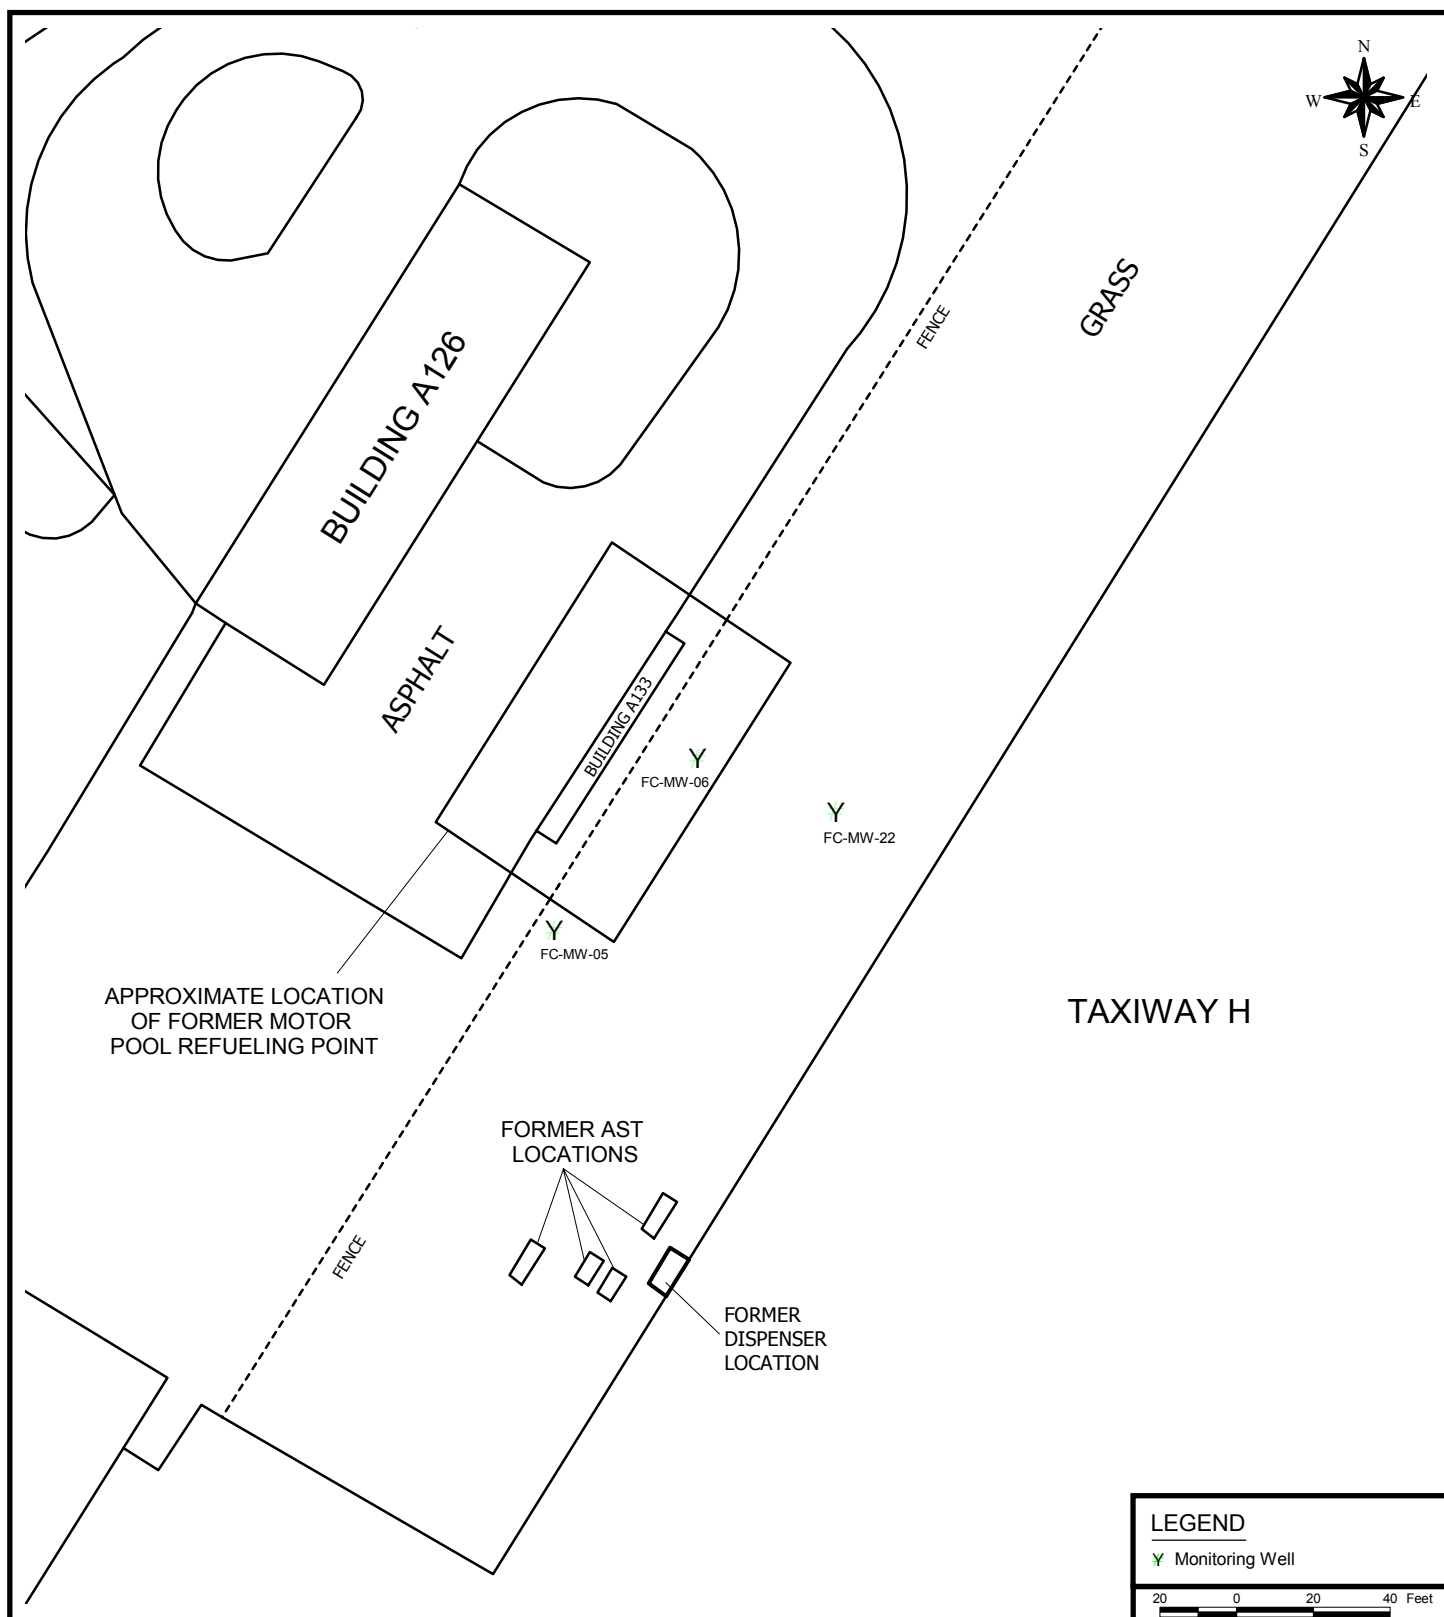 N
W E
S
GRASS
FENCE
BUILDING A126
ASPHALT
BUILDING A133
Y
FC-MW-06
Y
FC-MW-22
Y
FC-MW-05
APPROXIMATE LOCATION
OF FORMER MOTOR
POOL REFUELING POINT
TAXIWAY H
FORMER AST
LOCATIONS
FENCE
FORMER
DISPENSER
LOCATION
LEGEND
Y Monitoring Well
20 0 20 40 Feet